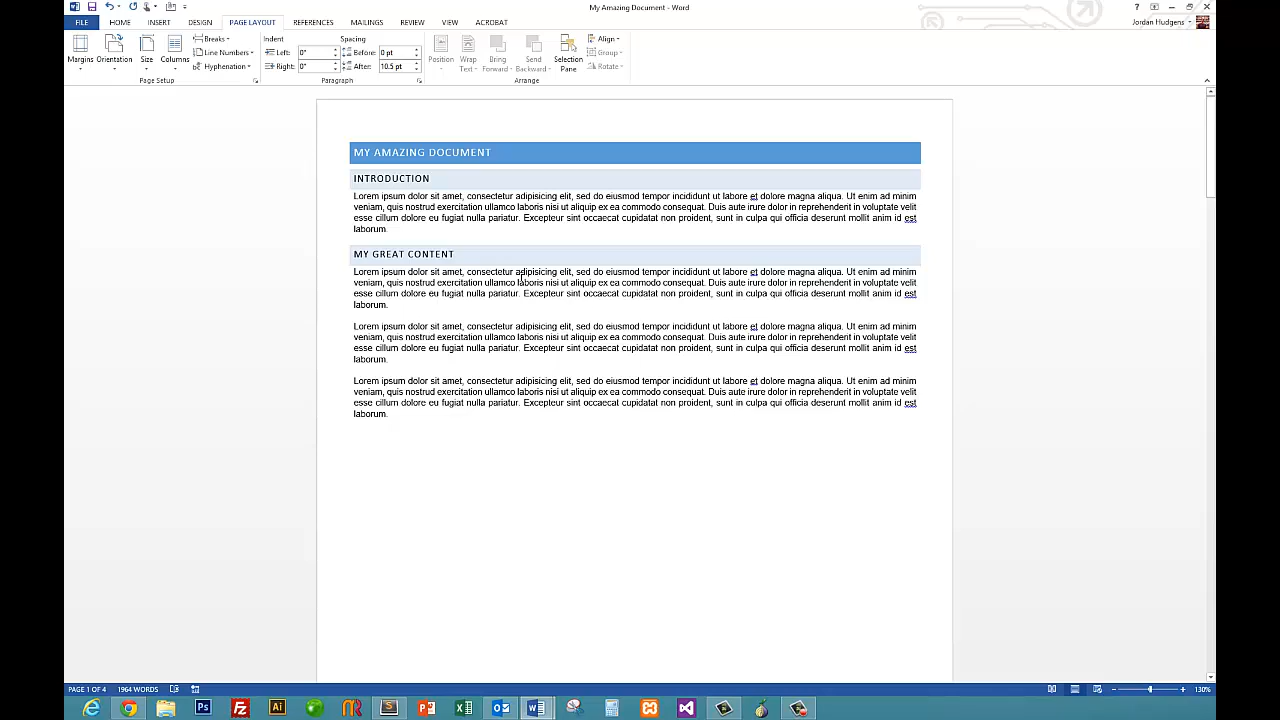 My Amazing Document - Word
FILE HOME INSERT DESIGN PAGE LAYOUT REFERENCES MAILINGS REVIEW VIEW ACROBAT
Jordan Hudgens
Margins Orientation Size Columns
Breaks
Line Numbers
Hyphenation
Page Setup
Indent Spacing
Left: 0" Before: 0 pt
Right: 0" After: 10.5 pt
Paragraph
Position Wrap Text Bring Forward Send Backward Selection Pane
Align
Group
Rotate
Arrange
MY AMAZING DOCUMENT
INTRODUCTION
Lorem ipsum dolor sit amet, consectetur adipisicing elit, sed do eiusmod tempor incididunt ut labore et dolore magna aliqua. Ut enim ad minim
veniam, quis nostrud exercitation ullamco laboris nisi ut aliquip ex ea commodo consequat. Duis aute irure dolor in reprehenderit in voluptate velit
esse cillum dolore eu fugiat nulla pariatur. Excepteur sint occaecat cupidatat non proident, sunt in culpa qui officia deserunt mollit anim id est
laborum.
MY GREAT CONTENT
Lorem ipsum dolor sit amet, consectetur adipisicing elit, sed do eiusmod tempor incididunt ut labore et dolore magna aliqua. Ut enim ad minim
veniam, quis nostrud exercitation ullamco laboris nisi ut aliquip ex ea commodo consequat. Duis aute irure dolor in reprehenderit in voluptate velit
esse cillum dolore eu fugiat nulla pariatur. Excepteur sint occaecat cupidatat non proident, sunt in culpa qui officia deserunt mollit anim id est
laborum.
Lorem ipsum dolor sit amet, consectetur adipisicing elit, sed do eiusmod tempor incididunt ut labore et dolore magna aliqua. Ut enim ad minim
veniam, quis nostrud exercitation ullamco laboris nisi ut aliquip ex ea commodo consequat. Duis aute irure dolor in reprehenderit in voluptate velit
esse cillum dolore eu fugiat nulla pariatur. Excepteur sint occaecat cupidatat non proident, sunt in culpa qui officia deserunt mollit anim id est
laborum.
Lorem ipsum dolor sit amet, consectetur adipisicing elit, sed do eiusmod tempor incididunt ut labore et dolore magna aliqua. Ut enim ad minim
veniam, quis nostrud exercitation ullamco laboris nisi ut aliquip ex ea commodo consequat. Duis aute irure dolor in reprehenderit in voluptate velit
esse cillum dolore eu fugiat nulla pariatur. Excepteur sint occaecat cupidatat non proident, sunt in culpa qui officia deserunt mollit anim id est
laborum.
PAGE 1 OF 4 1964 WORDS 130%